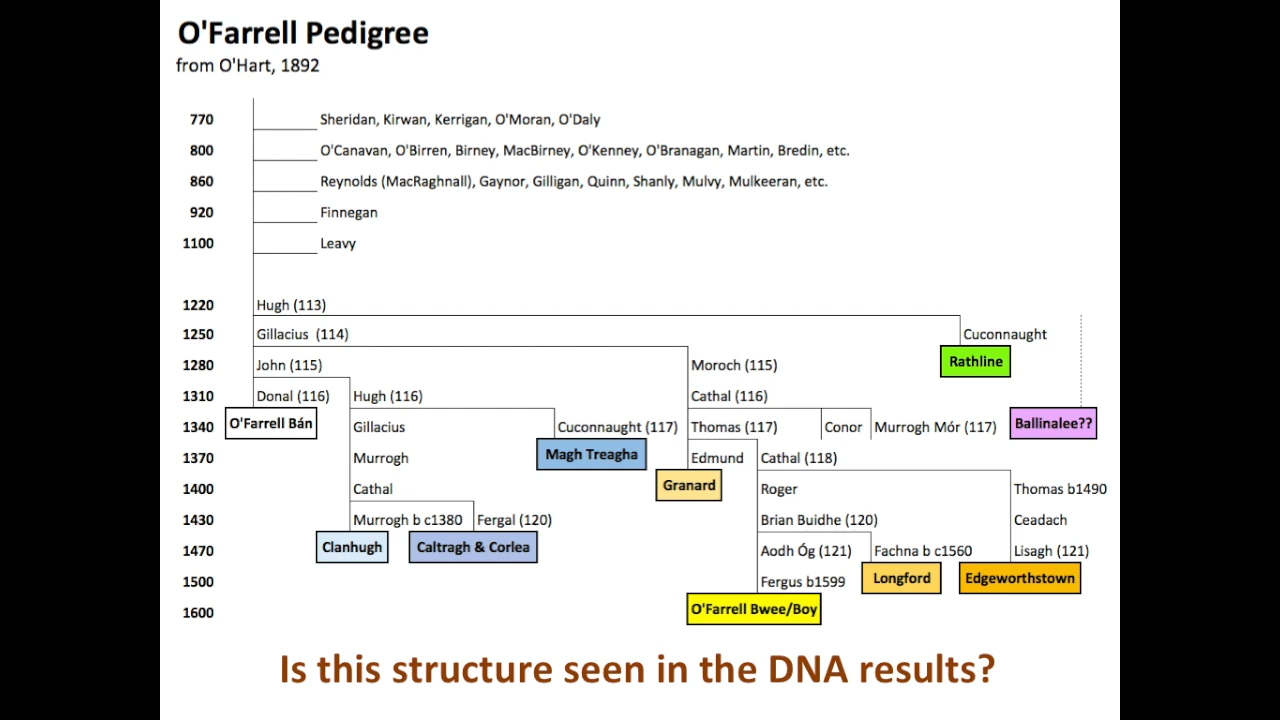 O'Farrell Pedigree
from O'Hart, 1892
770 Sheridan, Kirwan, Kerrigan, O'Moran, O'Daly
800 O'Canavan, O'Birren, Birney, MacBirney, O'Kenney, O'Branagan, Martin, Bredin, etc.
860 Reynolds (MacRaghnall), Gaynor, Gilligan, Quinn, Shanly, Mulvy, Mulkeeran, etc.
920 Finnegan
1100 Leavy
1220 Hugh (113)
1250 Gillacius (114) Cuconnaught
1280 John (115) Moroch (115) Rathline
1310 Donal (116) Hugh (116) Cathal (116)
1340 O'Farrell Bán Gillacius Cuconnaught (117) Thomas (117) Conor Murrogh Mór (117) Ballinalee??
1370 Murrogh Magh Treagha Edmund Cathal (118)
1400 Cathal Granard Roger Thomas b1490
1430 Murrogh b c1380 Fergal (120) Brian Buidhe (120) Ceadach
1470 Clanhugh Caltragh & Corlea Aodh Óg (121) Fachna b c1560 Lisagh (121)
1500 Fergus b1599 Longford Edgeworthstown
1600 O'Farrell Bwee/Boy
Is this structure seen in the DNA results?